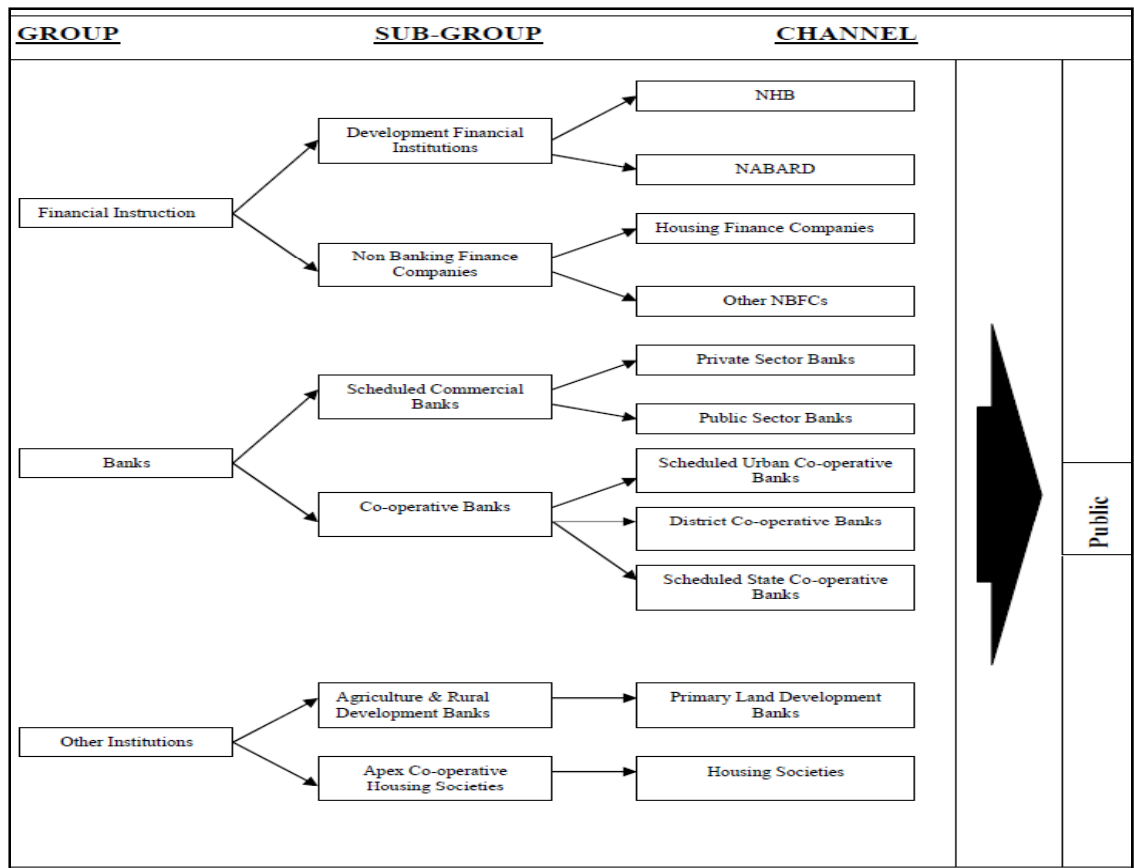 GROUP
SUB-GROUP
CHANNEL
NHB
Development Financial
Institutions
NABARD
Financial Instruction
Housing Finance Companies
Non Banking Finance
Companies
Other NBFCs
Private Sector Banks
Scheduled Commercial
Banks
Public Sector Banks
Banks
Scheduled Urban Co-operative
Banks
Co-operative Banks
District Co-operative Banks
Scheduled State Co-operative
Banks
Public
Agriculture & Rural
Development Banks
Primary Land Development
Banks
Other Institutions
Apex Co-operative
Housing Societies
Housing Societies